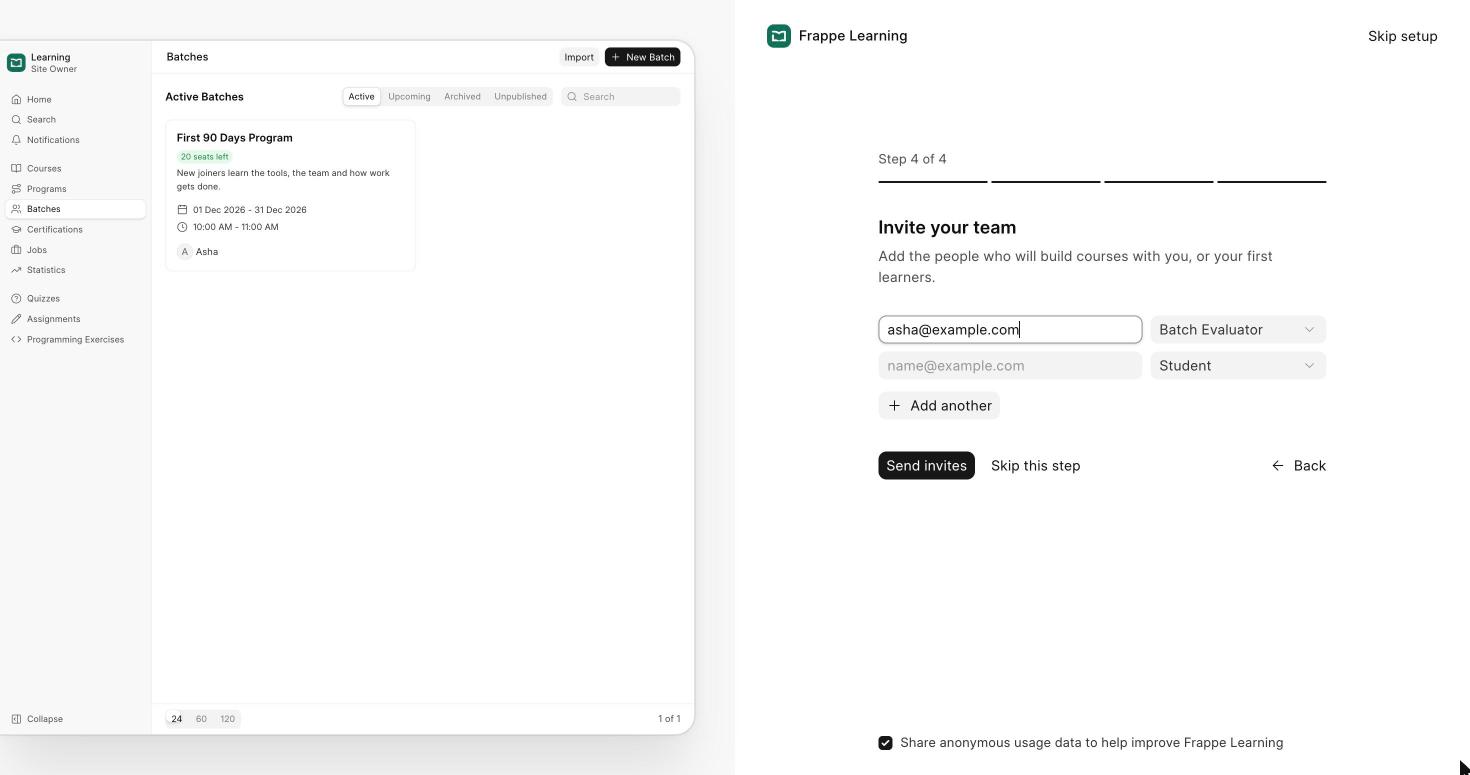 Learning
Site Owner
Home
Search
Notifications
Courses
Programs
Batches
Certifications
Jobs
Statistics
Quizzes
Assignments
Programming Exercises
Collapse
Batches
Import
New Batch
Active Batches
Active
Upcoming
Archived
Unpublished
Search
First 90 Days Program
20 seats left
New joiners learn the tools, the team and how work
gets done.
01 Dec 2026 - 31 Dec 2026
10:00 AM - 11:00 AM
A Asha
24 60 120
1 of 1
Frappe Learning
Skip setup
Step 4 of 4
Invite your team
Add the people who will build courses with you, or your first
learners.
asha@example.com
Batch Evaluator
name@example.com
Student
Add another
Send invites
Skip this step
Back
Share anonymous usage data to help improve Frappe Learning